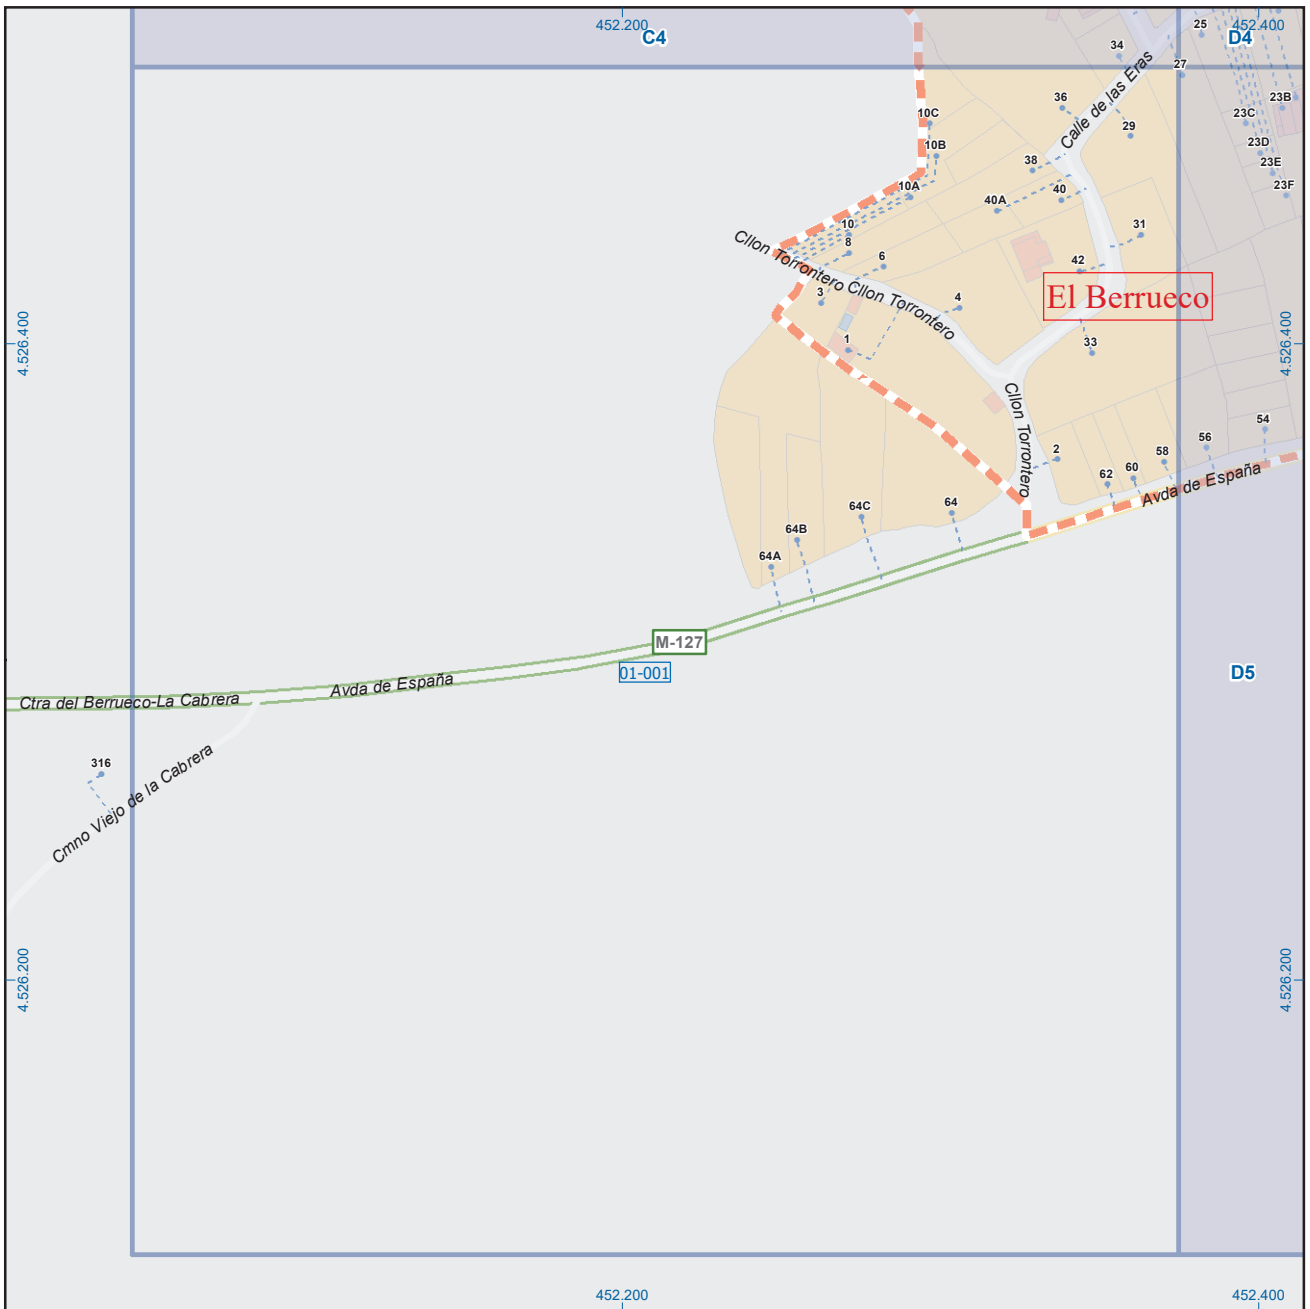 452.200
452.400
C4
D4
25
34
27
36
Calle de las Eras
23B
10C
23C
29
10B
23D
38
23E
10A
40
23F
40A
10
31
Cllon Torrontero
8
6
42
El Berrueco
3
Cllon Torrontero
4
4.526.400
4.526.400
1
33
Cllon Torrontero
54
56
2
58
60
62
Avda de España
64C
64
64B
64A
M-127
01-001
D5
Avda de España
Ctra del Berrueco-La Cabrera
316
Cmno Viejo de la Cabrera
4.526.200
4.526.200
452.200
452.400